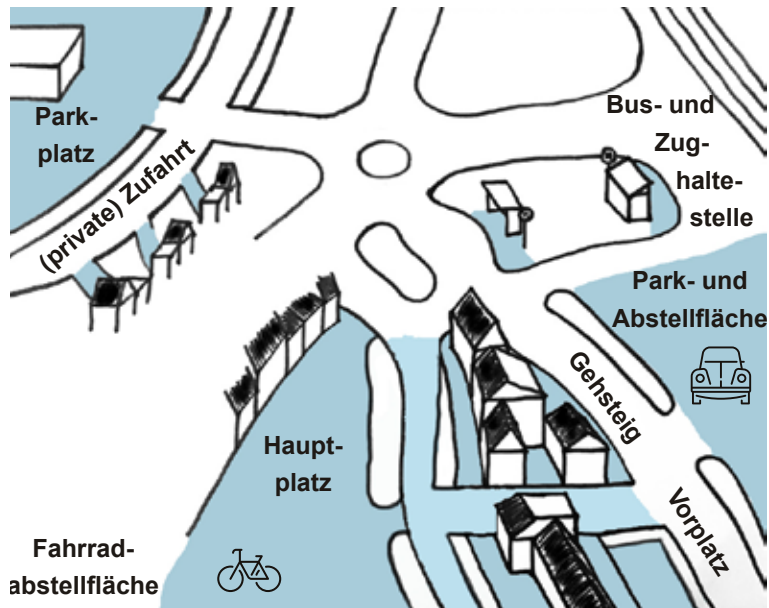 Park-
platz
(private) Zufahrt
Bus- und
Zug-
halte-
stelle
Park- und
Abstellfläche
Gehsteig
Haupt-
platz
Vorplatz
Fahrrad-
abstellfläche